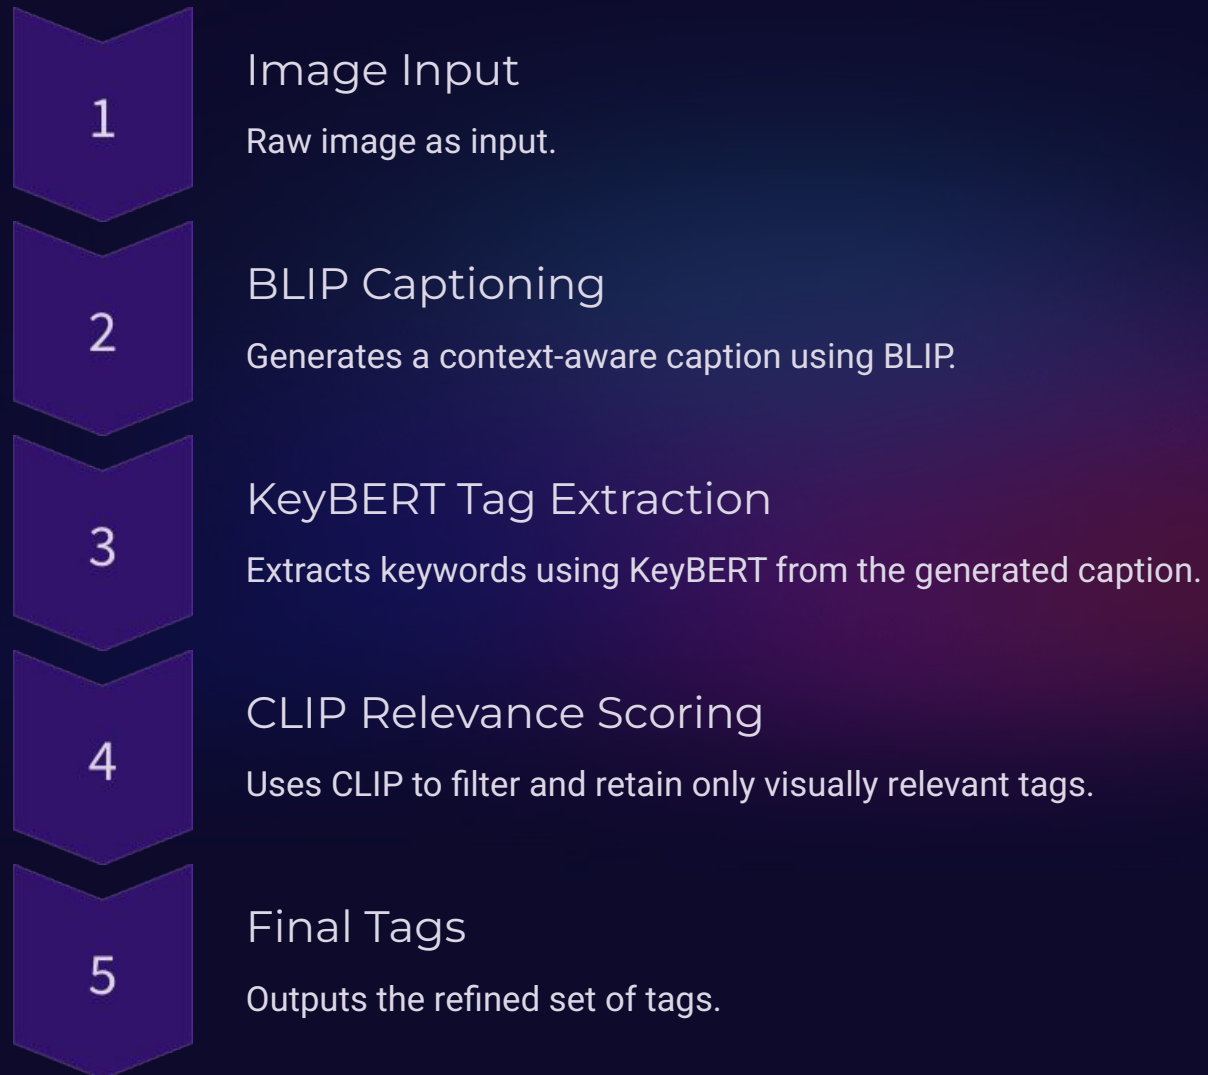 1
Image Input
Raw image as input.
2
BLIP Captioning
Generates a context-aware caption using BLIP.
3
KeyBERT Tag Extraction
Extracts keywords using KeyBERT from the generated caption.
4
CLIP Relevance Scoring
Uses CLIP to filter and retain only visually relevant tags.
5
Final Tags
Outputs the refined set of tags.